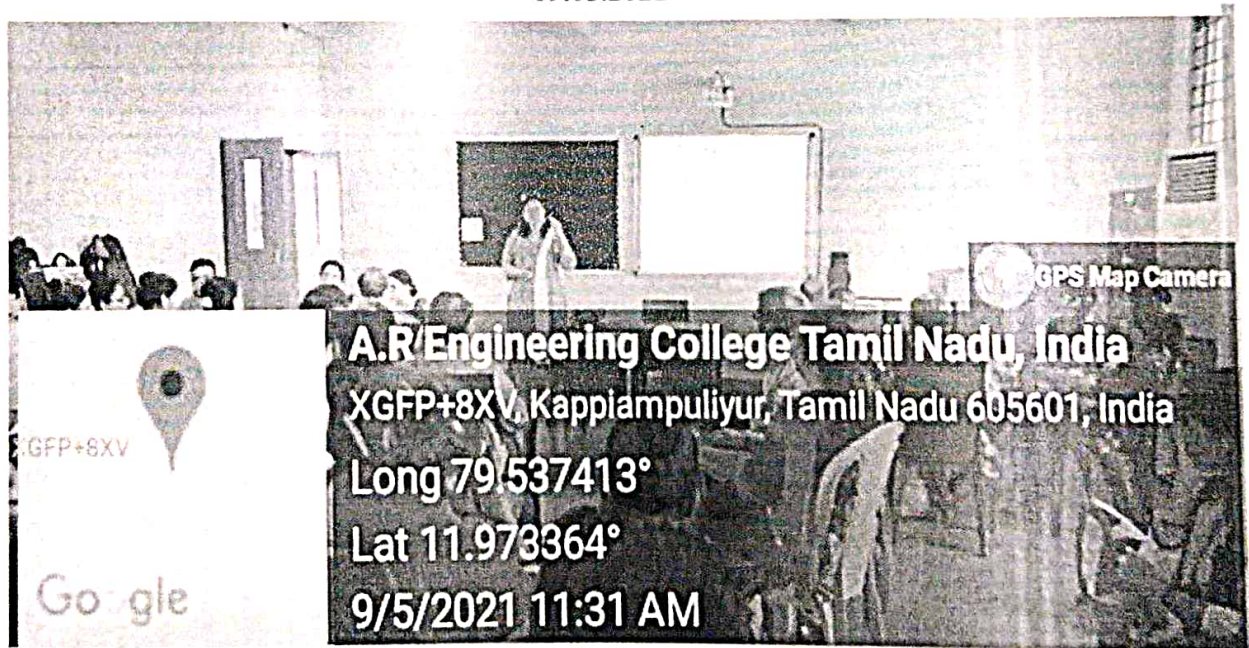 GPS Map Camera
A.R Engineering College Tamil Nadu, India
XGFP+8XV, Kappiampuliyur, Tamil Nadu 605601, India
XGFP+8XV
Long 79.537413°
Lat 11.973364°
Google
9/5/2021 11:31 AM